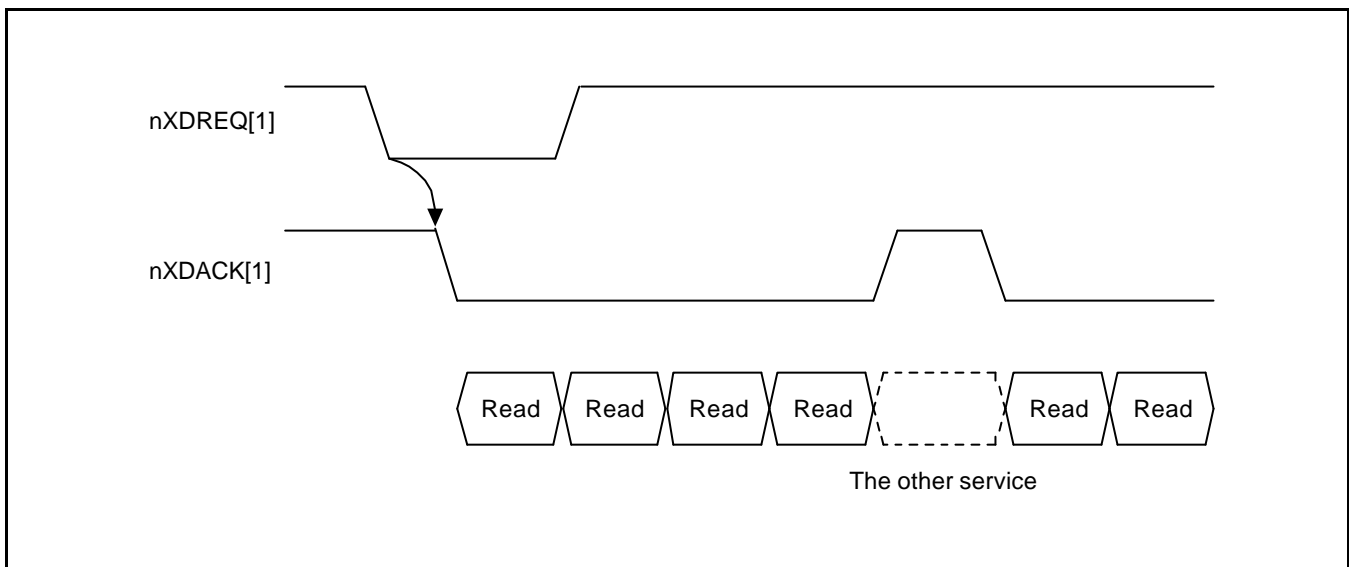 nXDREQ[1]
nXDACK[1]
Read Read Read Read Read Read
The other service